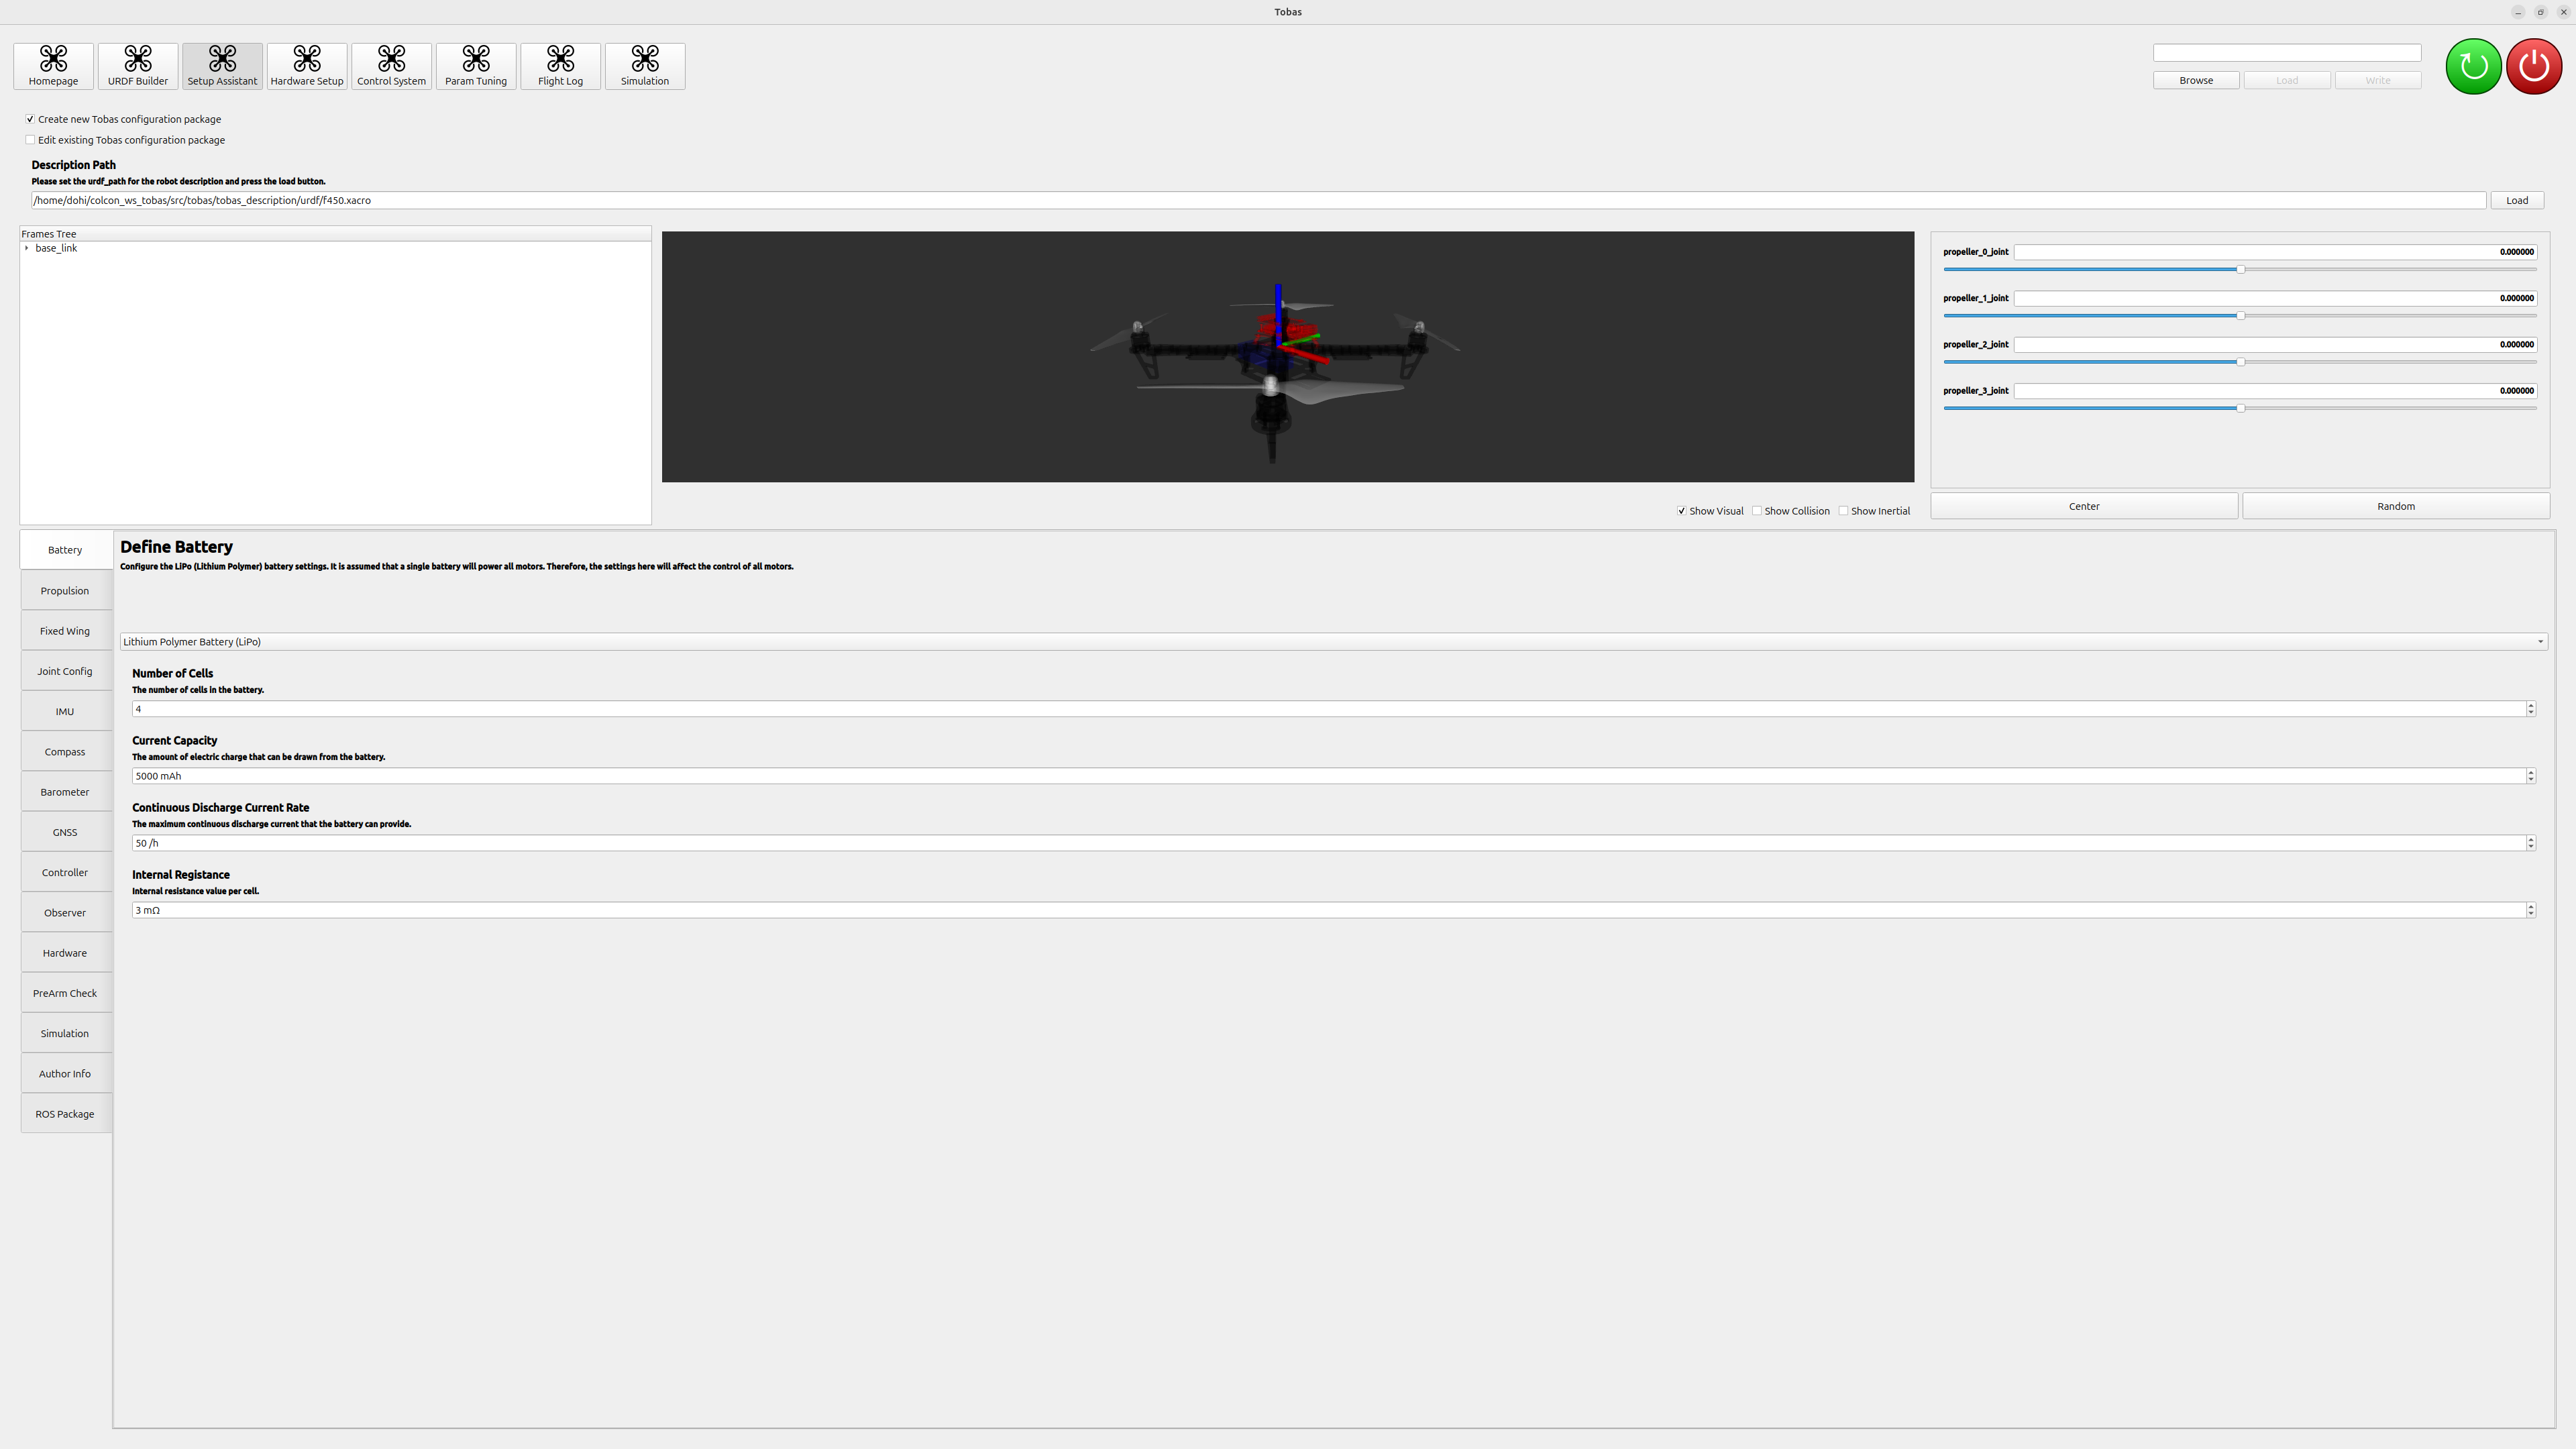 Tobas
Homepage
URDF Builder
Setup Assistant
Hardware Setup
Control System
Param Tuning
Flight Log
Simulation
Browse
Load
Write
Create new Tobas configuration package
Edit existing Tobas configuration package
Description Path
Please set the urdf_path for the robot description and press the load button.
/home/dohi/colcon_ws_tobas/src/tobas/tobas_description/urdf/f450.xacro
Load
Frames Tree
base_link
propeller_0_joint 0.000000
propeller_1_joint 0.000000
propeller_2_joint 0.000000
propeller_3_joint 0.000000
Show Visual
Show Collision
Show Inertial
Center
Random
Battery
Propulsion
Fixed Wing
Joint Config
IMU
Compass
Barometer
GNSS
Controller
Observer
Hardware
PreArm Check
Simulation
Author Info
ROS Package
Define Battery
Configure the LiPo (Lithium Polymer) battery settings. It is assumed that a single battery will power all motors. Therefore, the settings here will affect the control of all motors.
Lithium Polymer Battery (LiPo)
Number of Cells
The number of cells in the battery.
4
Current Capacity
The amount of electric charge that can be drawn from the battery.
5000 mAh
Continuous Discharge Current Rate
The maximum continuous discharge current that the battery can provide.
50 /h
Internal Registance
Internal resistance value per cell.
3 mΩ